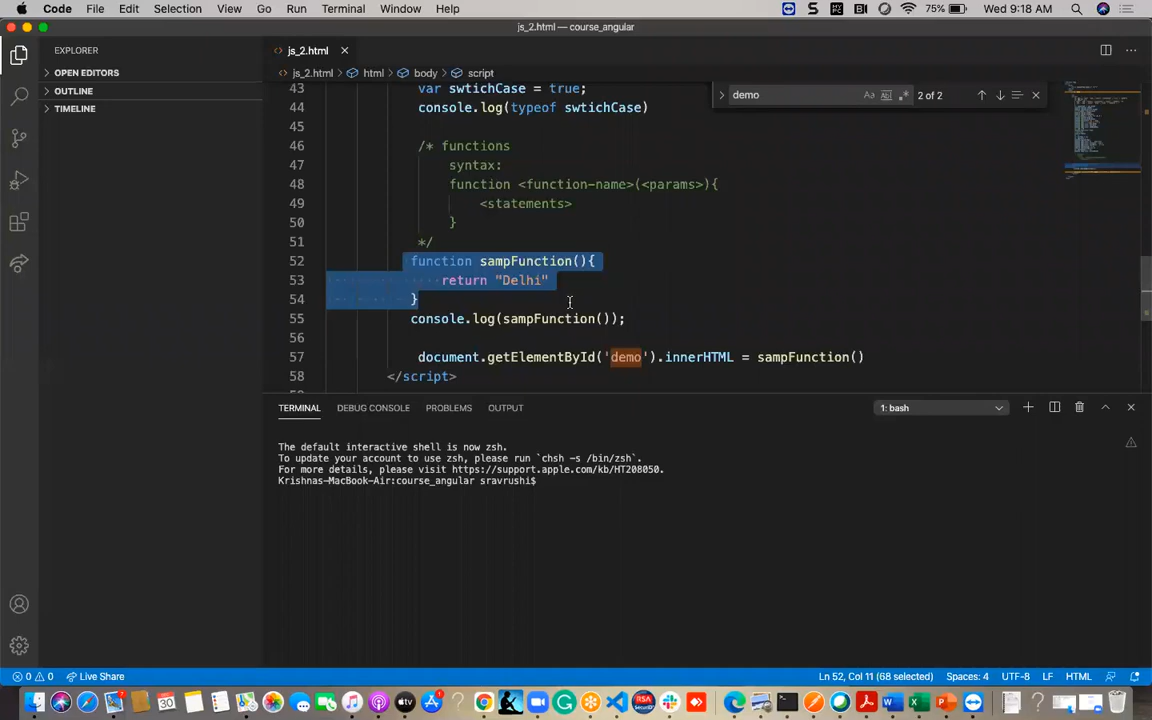 Code File Edit Selection View Go Run Terminal Window Help 75% Wed 9:18 AM
js_2.html — course_angular
EXPLORER
OPEN EDITORS
OUTLINE
TIMELINE
js_2.html
js_2.html > html > body > script
demo 2 of 2
43 var swtichCase = true;
44 console.log(typeof swtichCase)
45
46 /* functions
47 syntax:
48 function <function-name>(<params>){
49 <statements>
50 }
51 */
52 function sampFunction(){
53 return "Delhi"
54 }
55 console.log(sampFunction());
56
57 document.getElementById('demo').innerHTML = sampFunction()
58 </script>
TERMINAL DEBUG CONSOLE PROBLEMS OUTPUT 1: bash
The default interactive shell is now zsh.
To update your account to use zsh, please run `chsh -s /bin/zsh`.
For more details, please visit https://support.apple.com/kb/HT208050.
Krishnas-MacBook-Air:course_angular sravrushi$
0 0 Live Share Ln 52, Col 11 (68 selected) Spaces: 4 UTF-8 LF HTML